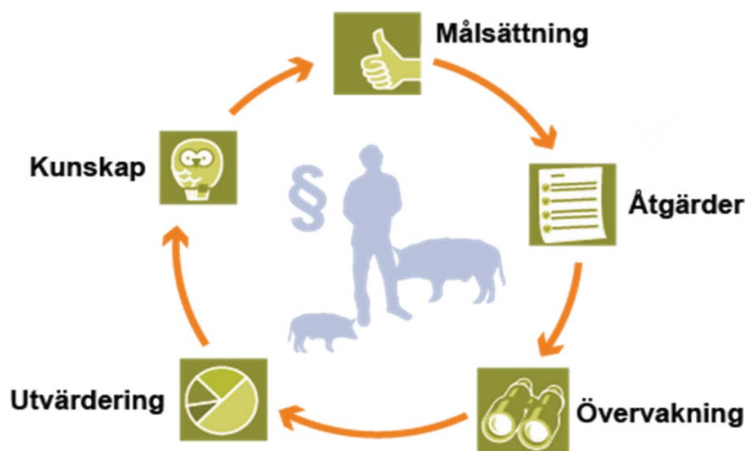 Målsättning
Kunskap
§
Åtgärder
Utvärdering
Övervakning